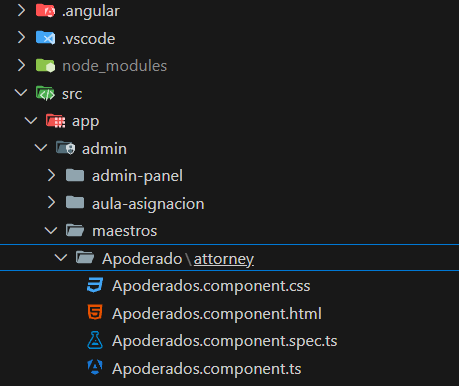 .angular
.vscode
node_modules
src
app
admin
admin-panel
aula-asignacion
maestros
Apoderado\attorney
Apoderados.component.css
Apoderados.component.html
Apoderados.component.spec.ts
Apoderados.component.ts